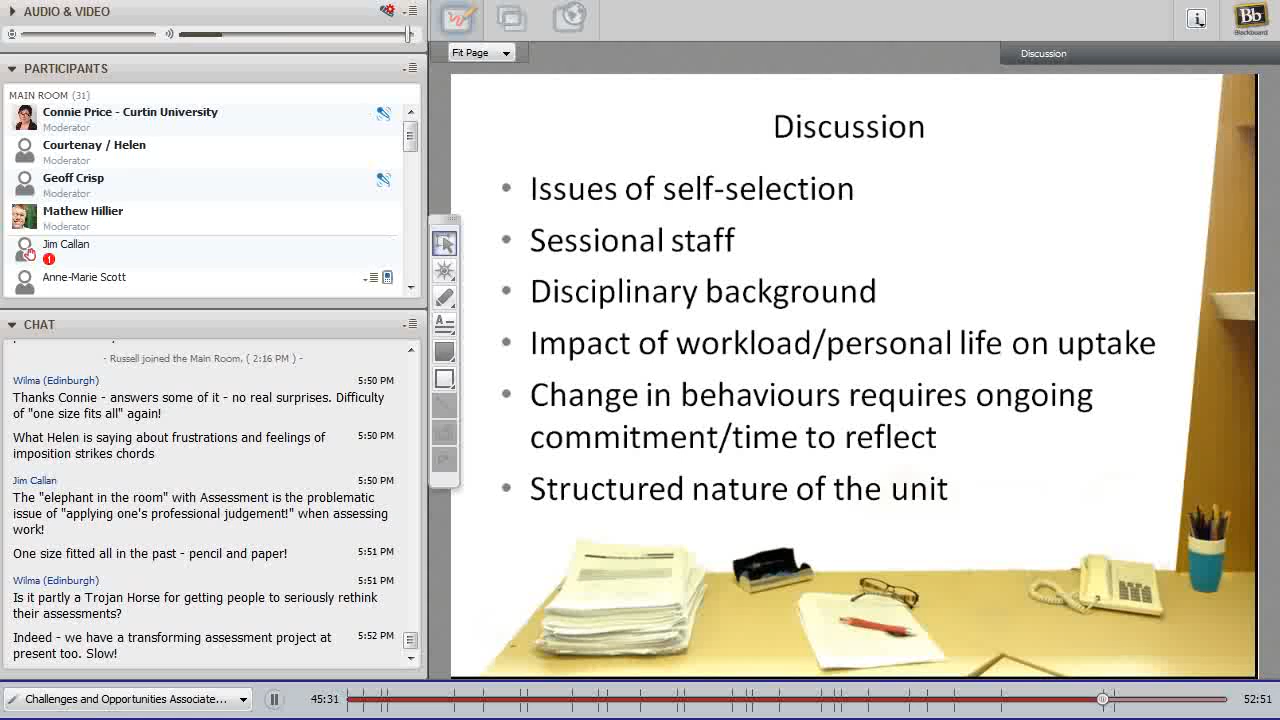 AUDIO & VIDEO
PARTICIPANTS
MAIN ROOM (31)
Connie Price - Curtin University
Moderator
Courtenay / Helen
Moderator
Geoff Crisp
Moderator
Mathew Hillier
Moderator
Jim Callan
Anne-Marie Scott
CHAT
- Russell joined the Main Room, ( 2:16 PM ) -
Wilma (Edinburgh) 5:50 PM
Thanks Connie - answers some of it - no real surprises. Difficulty
of "one size fits all" again!
What Helen is saying about frustrations and feelings of 5:50 PM
imposition strikes chords
Jim Callan 5:50 PM
The "elephant in the room" with Assessment is the problematic
issue of "applying one's professional judgement!" when assessing
work!
One size fitted all in the past - pencil and paper! 5:51 PM
Wilma (Edinburgh) 5:51 PM
Is it partly a Trojan Horse for getting people to seriously rethink
their assessments?
Indeed - we have a transforming assessment project at 5:52 PM
present too. Slow!
Challenges and Opportunities Associate...
45:31
52:51
Fit Page
Discussion
Bb
Blackboard
Discussion
• Issues of self-selection
• Sessional staff
• Disciplinary background
• Impact of workload/personal life on uptake
• Change in behaviours requires ongoing
commitment/time to reflect
• Structured nature of the unit